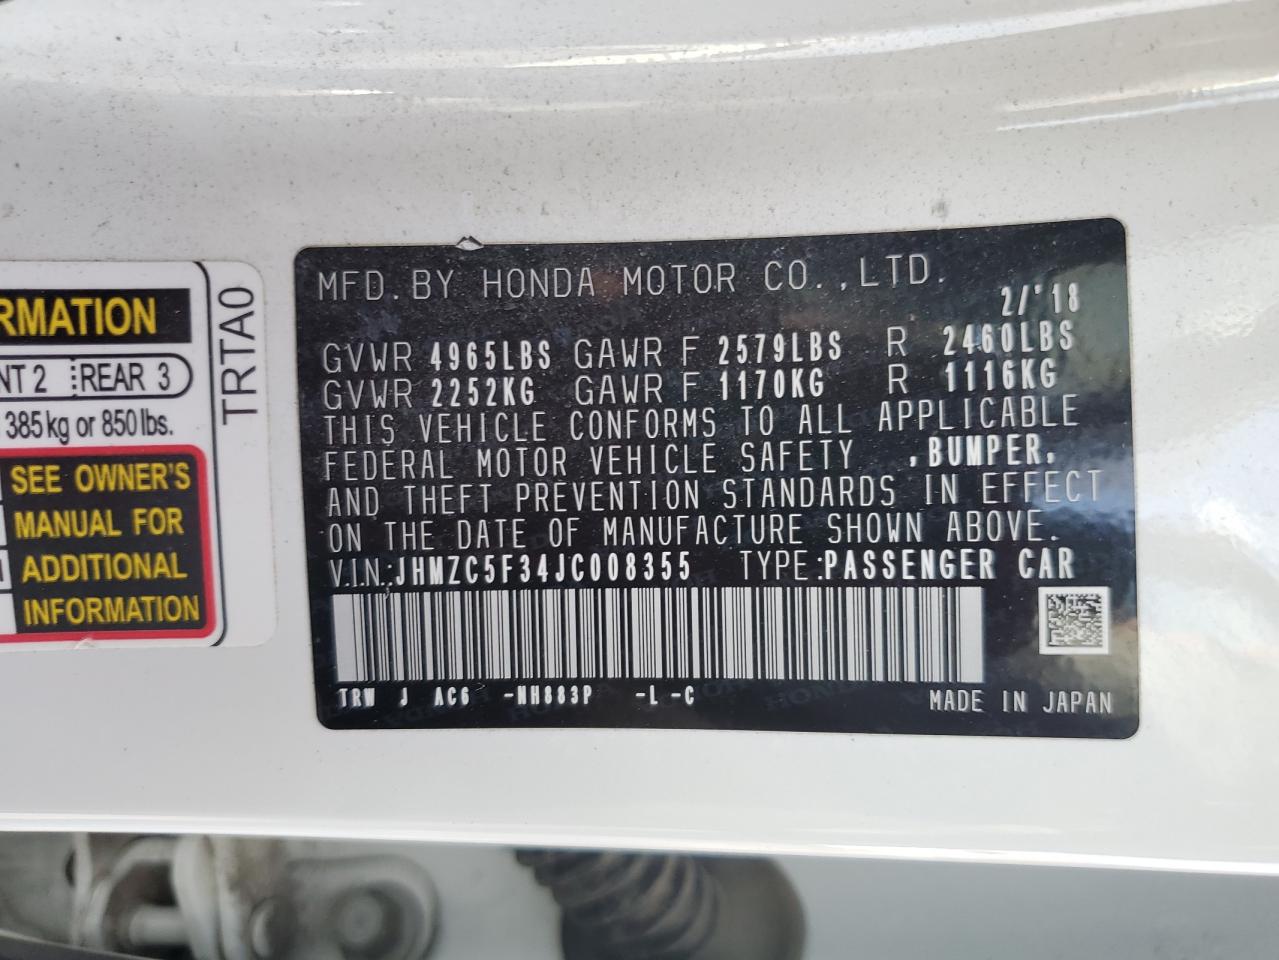 RMATION
NT 2 REAR 3
385 kg or 850 lbs.
SEE OWNER'S
MANUAL FOR
ADDITIONAL
INFORMATION
TRTA0
MFD. BY HONDA MOTOR CO., LTD.
2/'18
GVWR 4965LBS GAWR F 2579LBS R 2460LBS
GVWR 2252KG GAWR F 1170KG R 1116KG
THIS VEHICLE CONFORMS TO ALL APPLICABLE
FEDERAL MOTOR VEHICLE SAFETY ,BUMPER,
AND THEFT PREVENTION STANDARDS IN EFFECT
ON THE DATE OF MANUFACTURE SHOWN ABOVE.
V.I.N.:JHMZC5F34JC008355 TYPE:PASSENGER CAR
TRW J AC6 -NH883P -L -C
MADE IN JAPAN